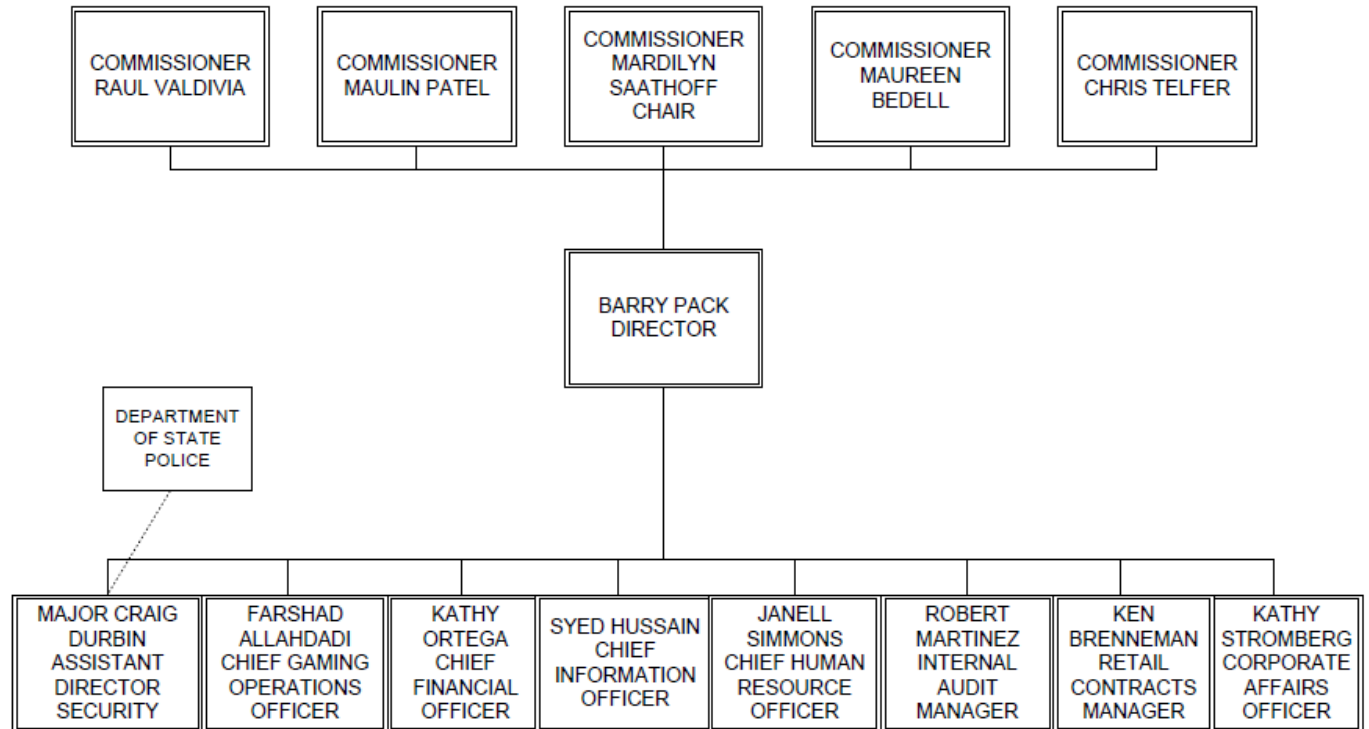 COMMISSIONER
RAUL VALDIVIA
COMMISSIONER
MAULIN PATEL
COMMISSIONER
MARDILYN
SAATHOFF
CHAIR
COMMISSIONER
MAUREEN
BEDELL
COMMISSIONER
CHRIS TELFER
BARRY PACK
DIRECTOR
DEPARTMENT
OF STATE
POLICE
MAJOR CRAIG
DURBIN
ASSISTANT
DIRECTOR
SECURITY
FARSHAD
ALLAHDADI
CHIEF GAMING
OPERATIONS
OFFICER
KATHY
ORTEGA
CHIEF
FINANCIAL
OFFICER
SYED HUSSAIN
CHIEF
INFORMATION
OFFICER
JANELL
SIMMONS
CHIEF HUMAN
RESOURCE
OFFICER
ROBERT
MARTINEZ
INTERNAL
AUDIT
MANAGER
KEN
BRENNEMAN
RETAIL
CONTRACTS
MANAGER
KATHY
STROMBERG
CORPORATE
AFFAIRS
OFFICER